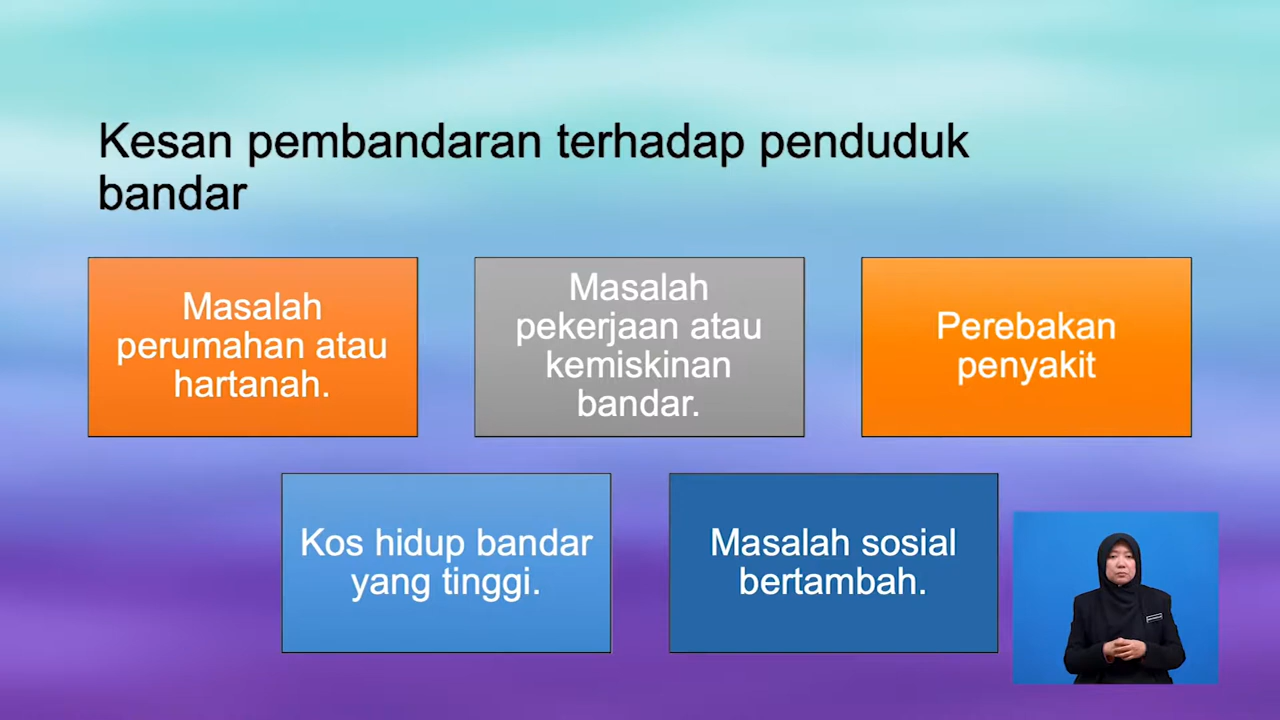 Kesan pembandaran terhadap penduduk
bandar
Masalah
perumahan atau
hartanah.
Masalah
pekerjaan atau
kemiskinan
bandar.
Perebakan
penyakit
Kos hidup bandar
yang tinggi.
Masalah sosial
bertambah.